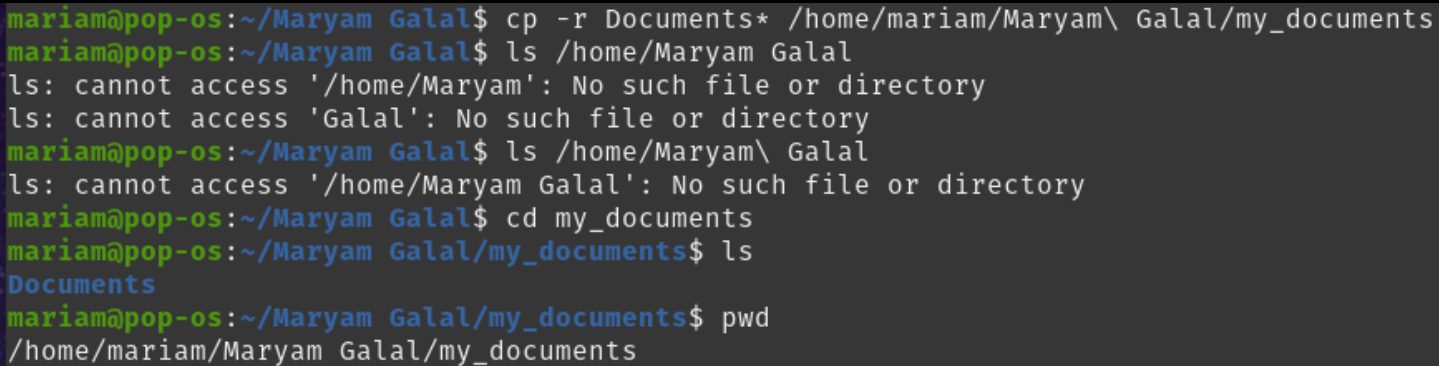 mariam@pop-os:~/Maryam Galal$ cp -r Documents* /home/mariam/Maryam\ Galal/my_documents
mariam@pop-os:~/Maryam Galal$ ls /home/Maryam Galal
ls: cannot access '/home/Maryam': No such file or directory
ls: cannot access 'Galal': No such file or directory
mariam@pop-os:~/Maryam Galal$ ls /home/Maryam\ Galal
ls: cannot access '/home/Maryam Galal': No such file or directory
mariam@pop-os:~/Maryam Galal$ cd my_documents
mariam@pop-os:~/Maryam Galal/my_documents$ ls
Documents
mariam@pop-os:~/Maryam Galal/my_documents$ pwd
/home/mariam/Maryam Galal/my_documents